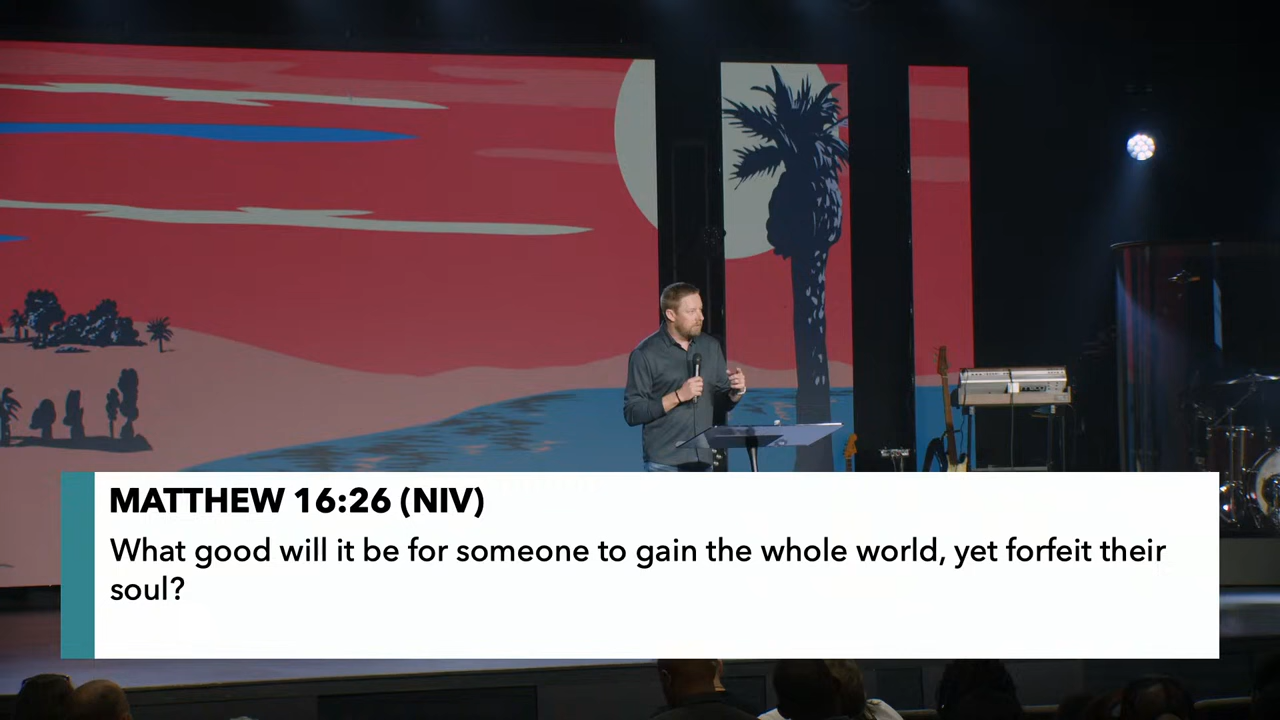 MATTHEW 16:26 (NIV)
What good will it be for someone to gain the whole world, yet forfeit their
soul?